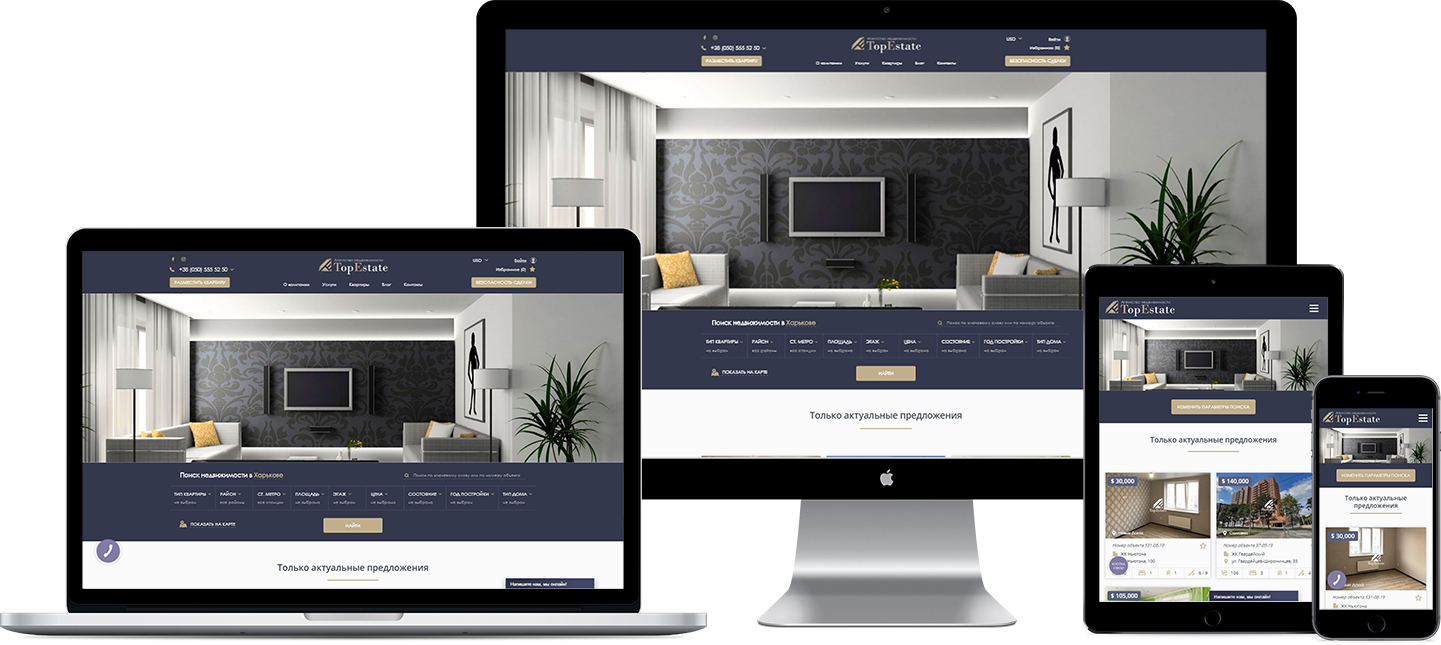 +38 (050) 555 52 50
Агентство недвижимости
TopEstate
USD
Войти
Избранное (0)
РАЗМЕСТИТЬ КВАРТИРУ
О компании Услуги Квартиры Блог Контакты
БЕЗОПАСНОСТЬ СДЕЛКИ
Поиск недвижимости в Харькове
Поиск по ключевому слову или по номеру объекта
ТИП КВАРТИРЫ РАЙОН СТ. МЕТРО ПЛОЩАДЬ ЭТАЖ ЦЕНА СОСТОЯНИЕ ГОД ПОСТРОЙКИ ТИП ДОМА
не выбран все районы все станции не выбрана не выбран не выбрана не выбрано не выбран не выбран
ПОКАЗАТЬ НА КАРТЕ
НАЙТИ
Только актуальные предложения
+38 (050) 555 52 50
Агентство недвижимости
TopEstate
USD
Войти
Избранное (0)
РАЗМЕСТИТЬ КВАРТИРУ
О компании Услуги Квартиры Блог Контакты
БЕЗОПАСНОСТЬ СДЕЛКИ
Поиск недвижимости в Харькове
Поиск по ключевому слову или по номеру объекта
ТИП КВАРТИРЫ РАЙОН СТ. МЕТРО ПЛОЩАДЬ ЭТАЖ ЦЕНА СОСТОЯНИЕ ГОД ПОСТРОЙКИ ТИП ДОМА
не выбран все районы все станции не выбрана не выбран не выбрана не выбрано не выбран не выбран
ПОКАЗАТЬ НА КАРТЕ
НАЙТИ
Только актуальные предложения
Напишите нам, мы онлайн!
Агентство недвижимости
TopEstate
ИЗМЕНИТЬ ПАРАМЕТРЫ ПОИСКА
Только актуальные предложения
$ 30,000
$ 140,000
TopEstate
TopEstate
Номер объекта 531-08-19
Номер объекта 97-05-19
ЖК Ньютона
ЖК Гвардейский
Ньютона, 100
ул. Гвардейцев-Широнинцев, 33
1 1 6 / 9
106 3 1 4
$ 105,000
Напишите нам, мы онлайн!
Агентство недвижимости
TopEstate
ИЗМЕНИТЬ ПАРАМЕТРЫ ПОИСКА
Только актуальные
предложения
$ 30,000
TopEstate
Номер объекта 531-08-19
ЖК Ньютона